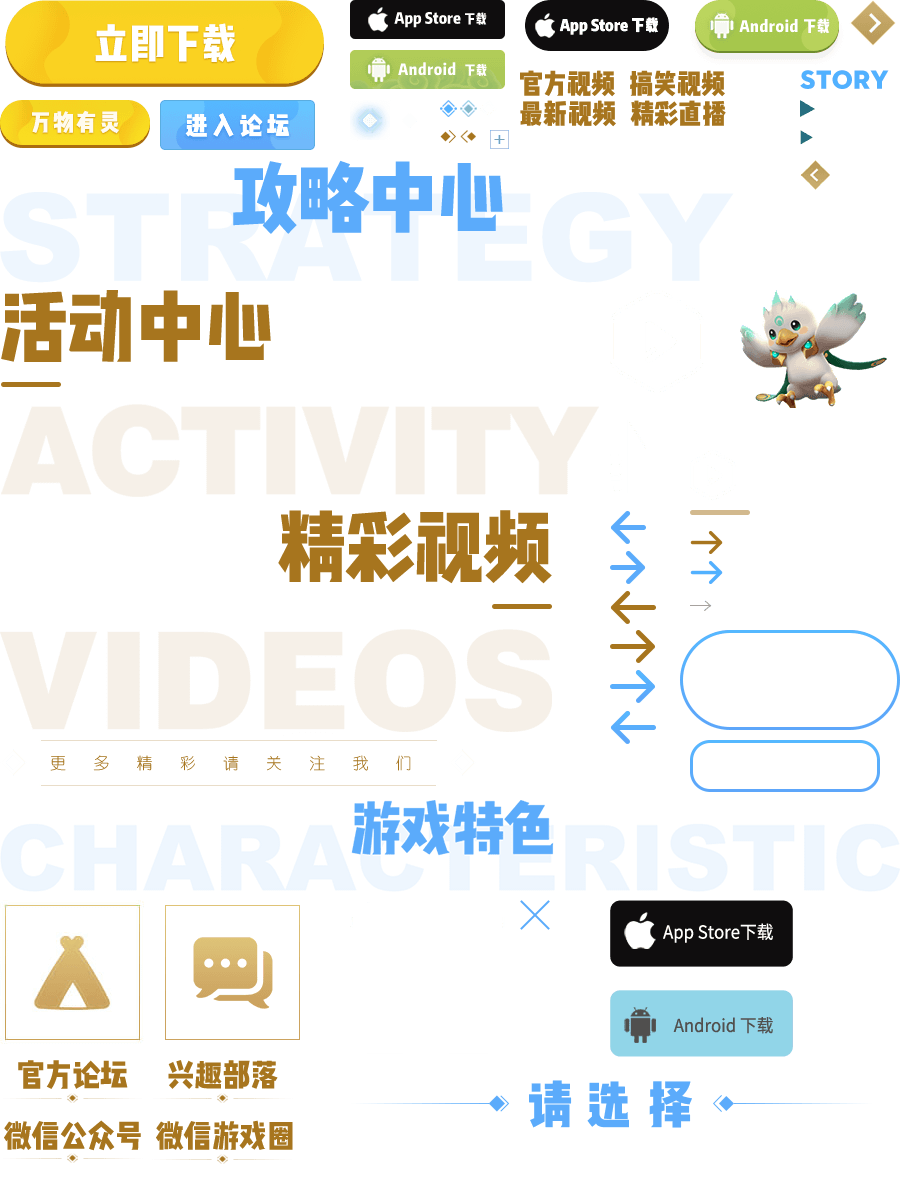 立即下载
App Store 下载
App Store 下载
Android 下载
Android 下载
官方视频 搞笑视频
STORY
最新视频 精彩直播
万物有灵
进入论坛
攻略中心
STRATEGY
活动中心
ACTIVITY
精彩视频
VIDEOS
更多精彩请关注我们
游戏特色
CHARACTERISTIC
App Store下载
Android 下载
官方论坛
兴趣部落
请选择
微信公众号
微信游戏圈